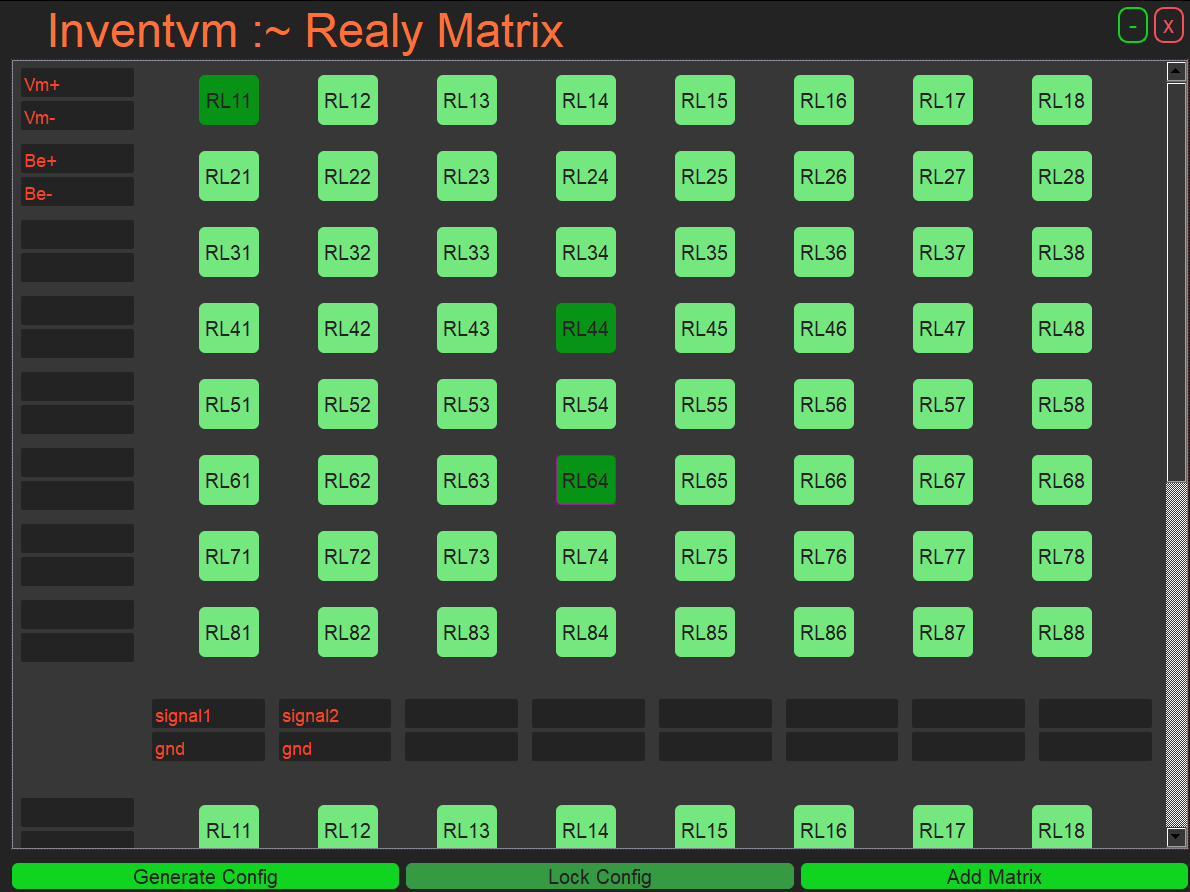 Inventvm :~ Realy Matrix
- X
Vm+ RL11 RL12 RL13 RL14 RL15 RL16 RL17 RL18
Vm-
Be+ RL21 RL22 RL23 RL24 RL25 RL26 RL27 RL28
Be-
RL31 RL32 RL33 RL34 RL35 RL36 RL37 RL38
RL41 RL42 RL43 RL44 RL45 RL46 RL47 RL48
RL51 RL52 RL53 RL54 RL55 RL56 RL57 RL58
RL61 RL62 RL63 RL64 RL65 RL66 RL67 RL68
RL71 RL72 RL73 RL74 RL75 RL76 RL77 RL78
RL81 RL82 RL83 RL84 RL85 RL86 RL87 RL88
signal1 signal2
gnd gnd
RL11 RL12 RL13 RL14 RL15 RL16 RL17 RL18
Generate Config Lock Config Add Matrix